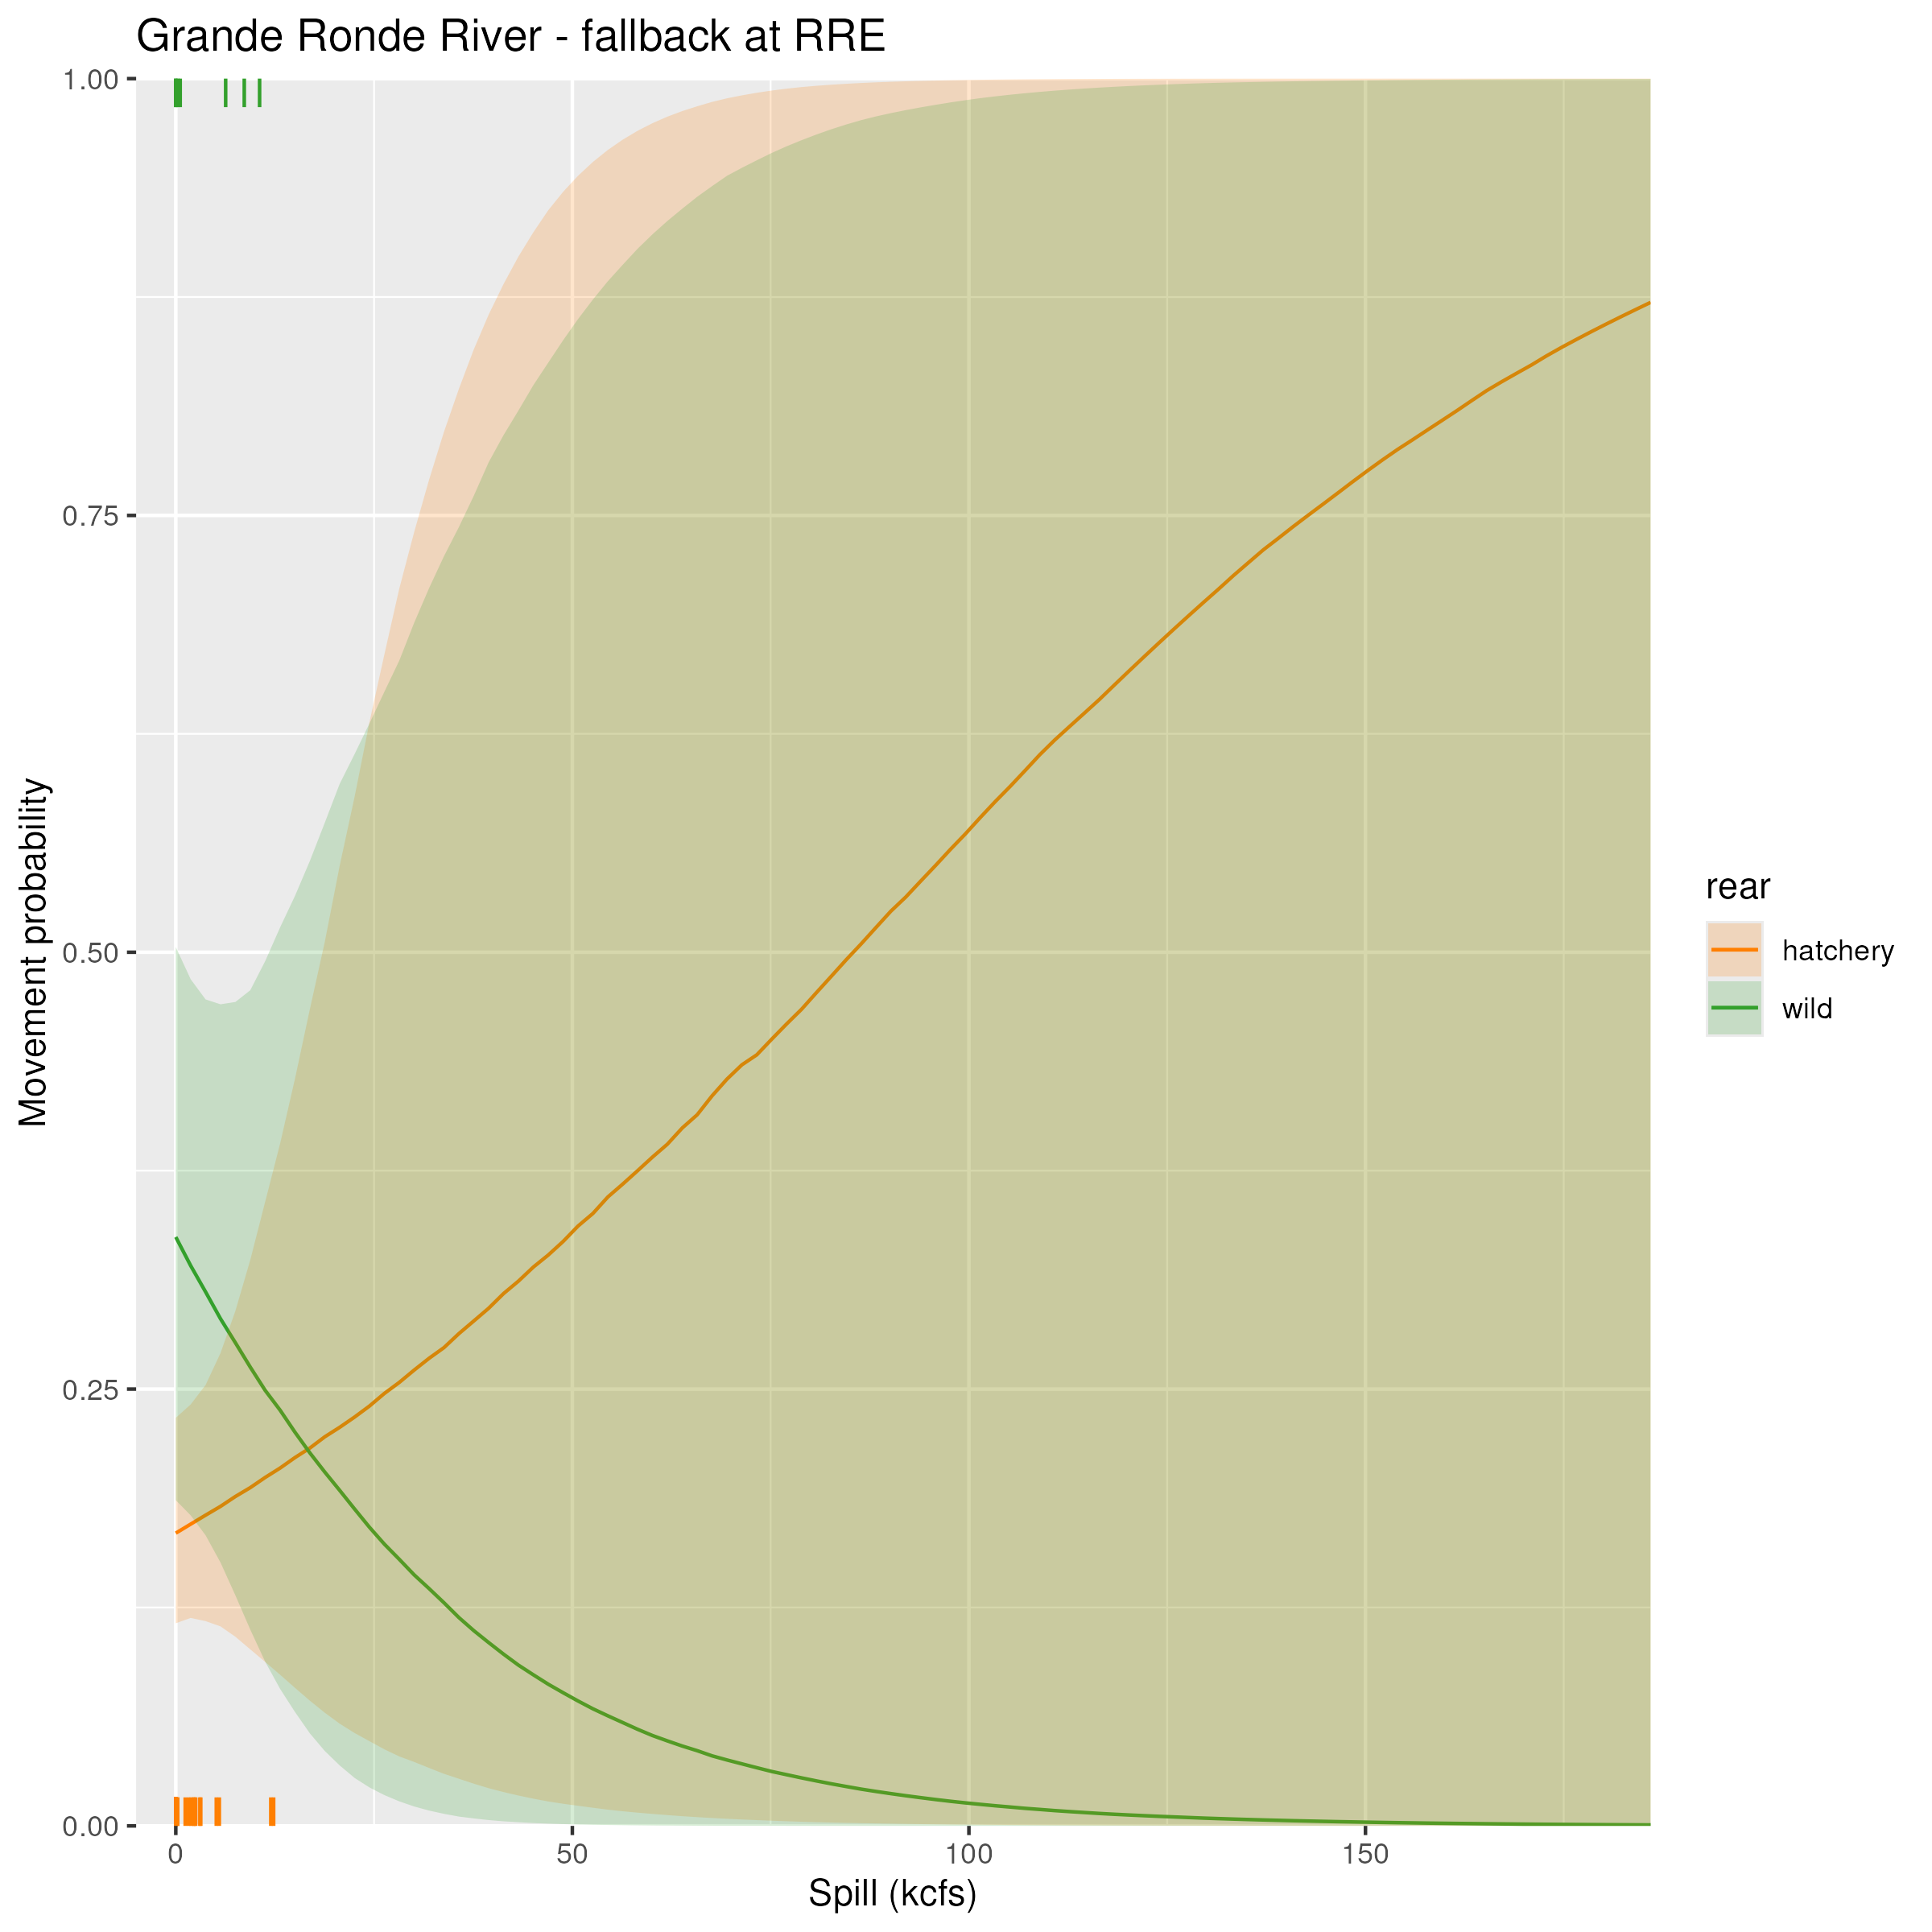 Grande Ronde River - fallback at RRE
1.00
0.75
0.50
0.25
0.00
Movement probability
0
50
100
150
Spill (kcfs)
rear
hatchery
wild